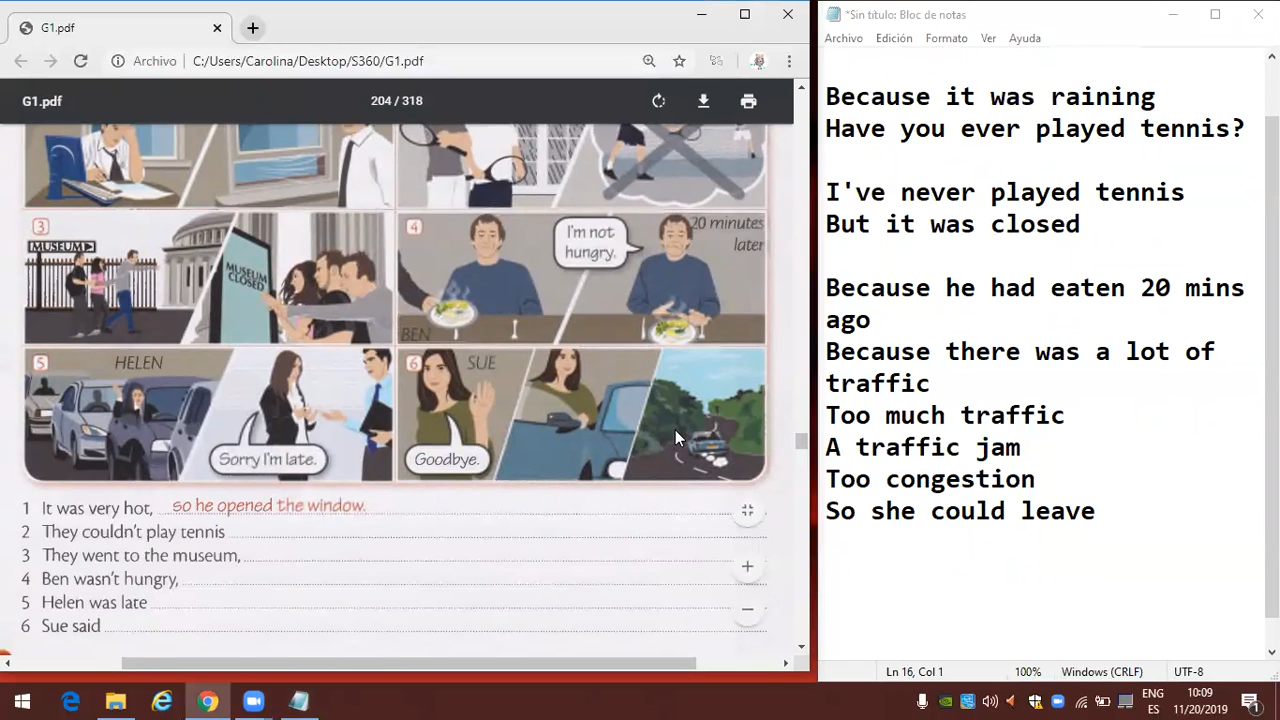 G1.pdf
Archivo C:/Users/Carolina/Desktop/S360/G1.pdf
G1.pdf 204 / 318
3
MUSEUM
MUSEUM CLOSED
4
I'm not
hungry.
20 minutes
later
BEN
5
HELEN
Sorry I'm late.
6
SUE
Goodbye.
1 It was very hot, so he opened the window.
2 They couldn't play tennis
3 They went to the museum,
4 Ben wasn't hungry,
5 Helen was late
6 Sue said
*Sin título: Bloc de notas
Archivo Edición Formato Ver Ayuda
Because it was raining
Have you ever played tennis?
I've never played tennis
But it was closed
Because he had eaten 20 mins
ago
Because there was a lot of
traffic
Too much traffic
A traffic jam
Too congestion
So she could leave
Ln 16, Col 1 100% Windows (CRLF) UTF-8
ENG 10:09
ES 11/20/2019
1